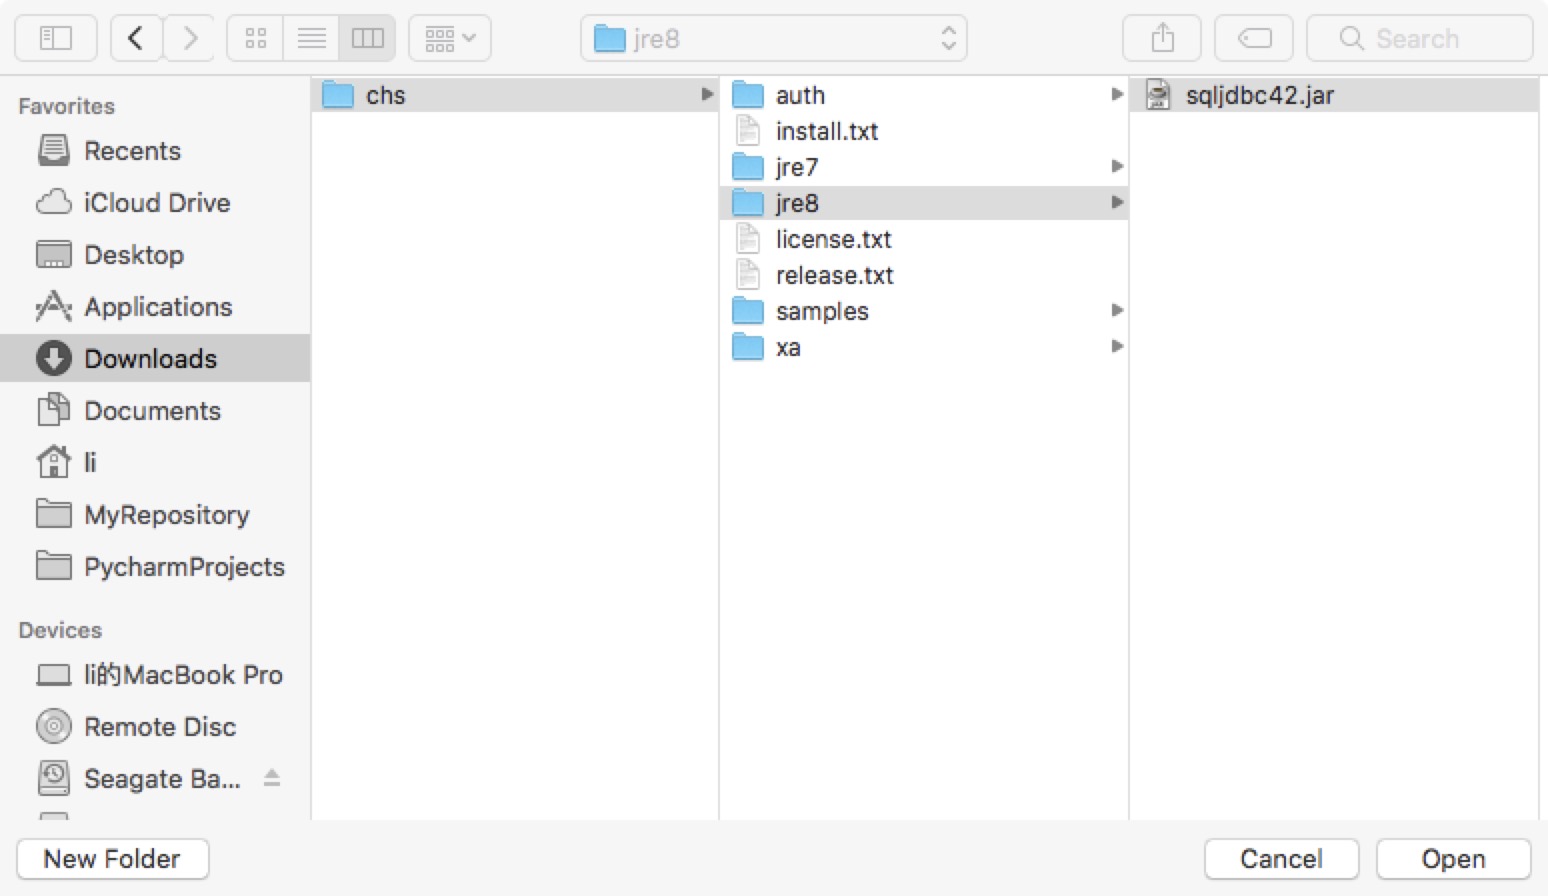 jre8
Search
Favorites
Recents
iCloud Drive
Desktop
Applications
Downloads
Documents
li
MyRepository
PycharmProjects
Devices
li的MacBook Pro
Remote Disc
Seagate Ba...
chs
auth
install.txt
jre7
jre8
license.txt
release.txt
samples
xa
sqljdbc42.jar
New Folder
Cancel
Open